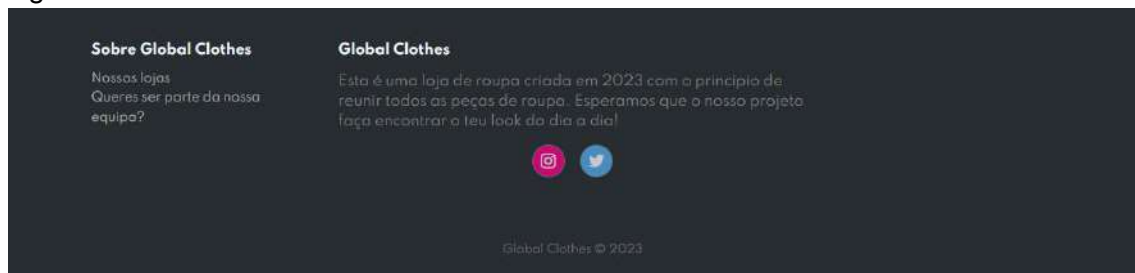 Sobre Global Clothes
Nossas lojas
Queres ser parte da nossa
equipa?
Global Clothes
Esta é uma loja de roupa criada em 2023 com o principio de
reunir todas as peças de roupa. Esperamos que o nosso projeto
faça encontrar o teu look do dia a dia!
Global Clothes © 2023